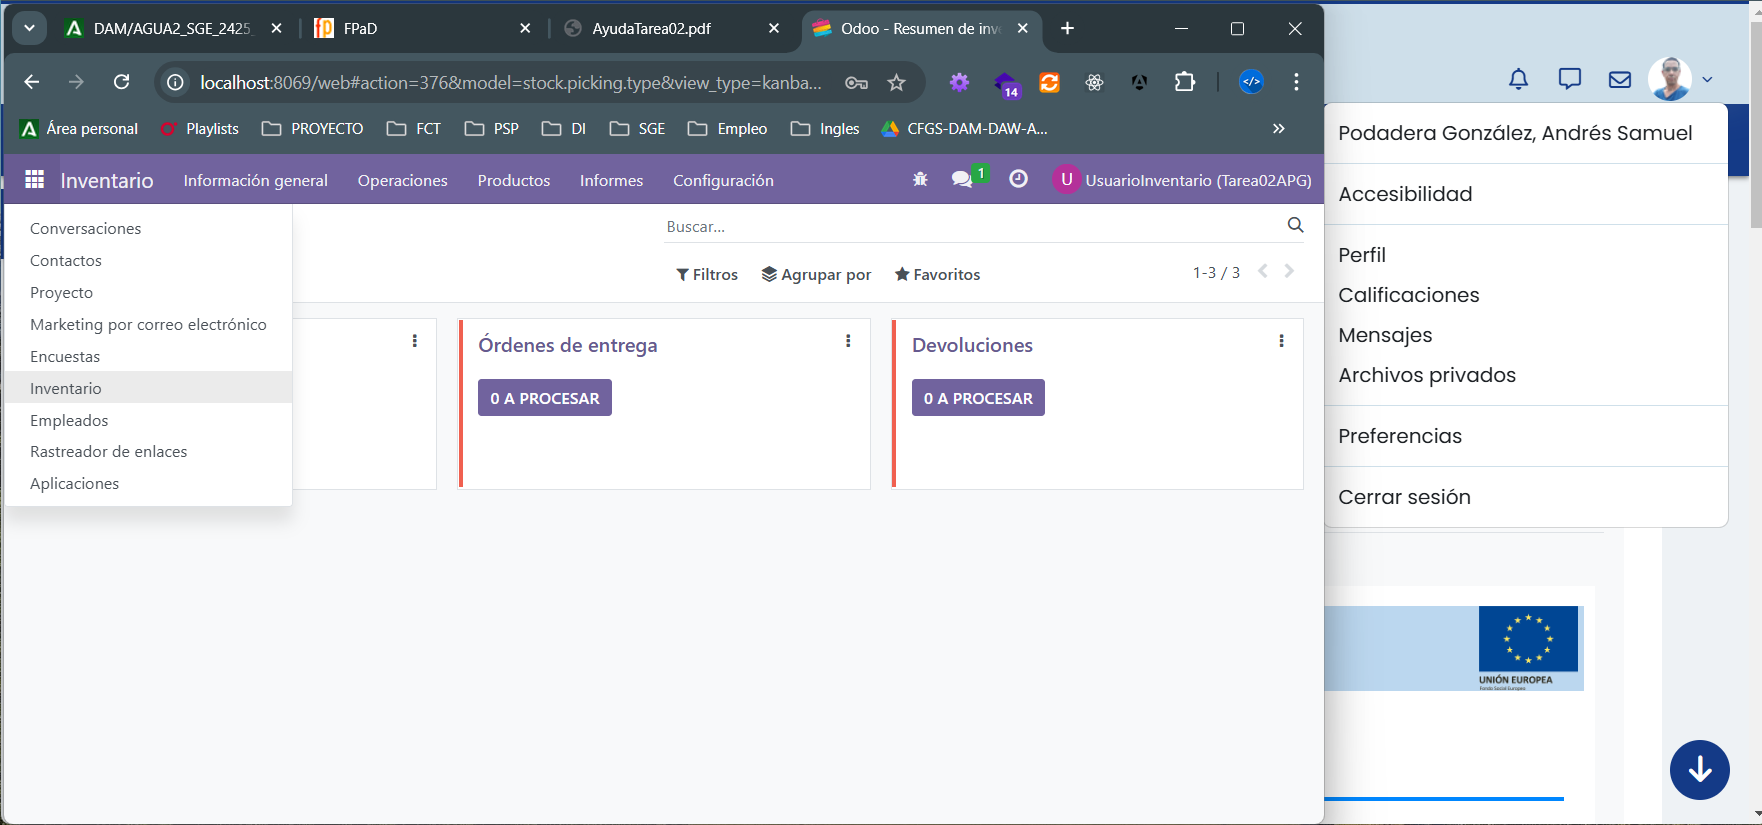 DAM/AGUA2_SGE_2425_
FPaD
AyudaTarea02.pdf
Odoo - Resumen de inve
localhost:8069/web#action=376&model=stock.picking.type&view_type=kanba...
14
Área personal
Playlists
PROYECTO
FCT
PSP
DI
SGE
Empleo
Ingles
CFGS-DAM-DAW-A...
Inventario
Información general
Operaciones
Productos
Informes
Configuración
1
U
UsuarioInventario (Tarea02APG)
Conversaciones
Contactos
Proyecto
Marketing por correo electrónico
Encuestas
Inventario
Empleados
Rastreador de enlaces
Aplicaciones
Buscar...
Filtros
Agrupar por
Favoritos
1-3 / 3
Órdenes de entrega
0 A PROCESAR
Devoluciones
0 A PROCESAR
Podadera González, Andrés Samuel
Accesibilidad
Perfil
Calificaciones
Mensajes
Archivos privados
Preferencias
Cerrar sesión
UNIÓN EUROPEA
Fondo Social Europeo